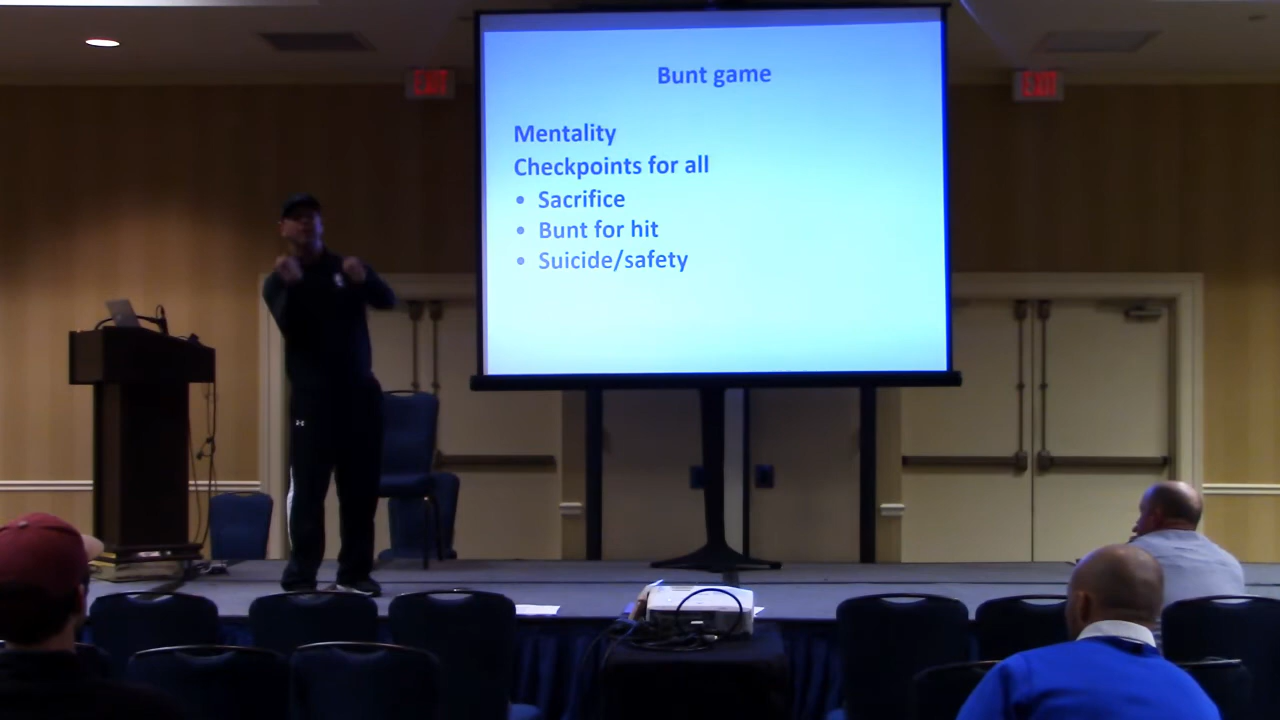 EXIT
EXIT
Bunt game
Mentality
Checkpoints for all
• Sacrifice
• Bunt for hit
• Suicide/safety